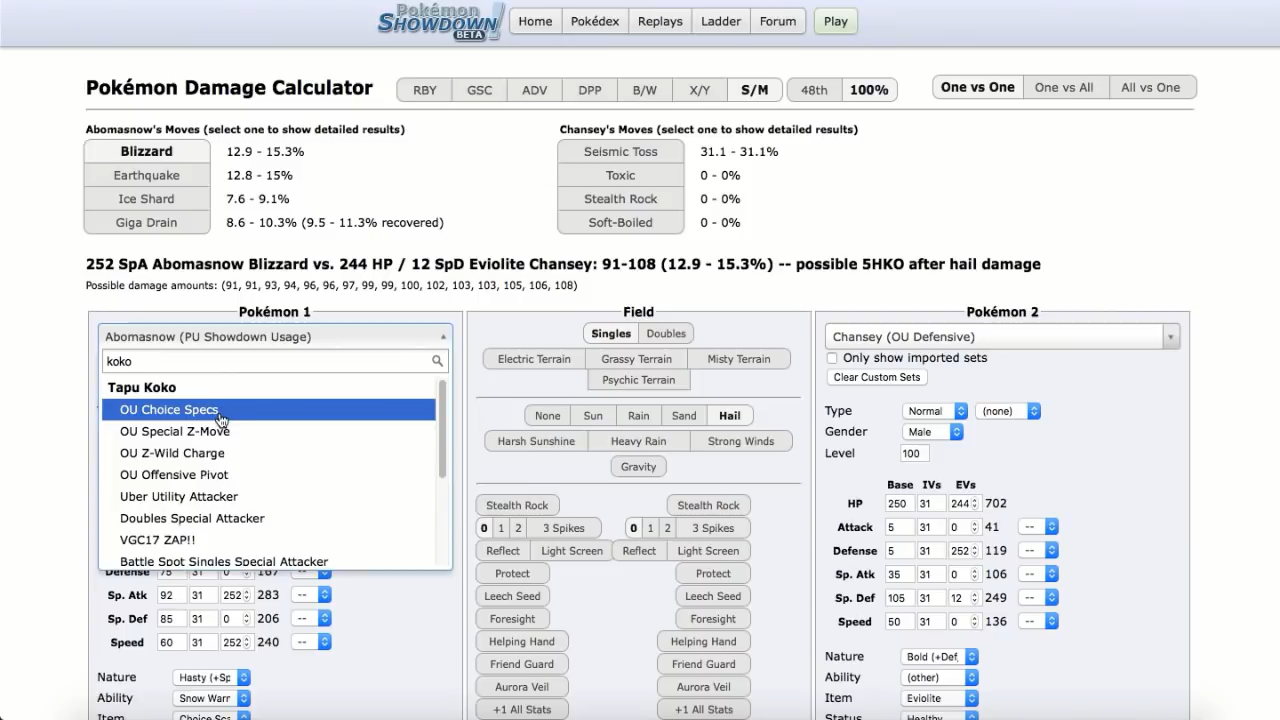 Pokémon
SHOWDOWN!
BETA
Home Pokédex Replays Ladder Forum Play
Pokémon Damage Calculator RBY GSC ADV DPP B/W X/Y S/M 48th 100% One vs One One vs All All vs One
Abomasnow's Moves (select one to show detailed results) Chansey's Moves (select one to show detailed results)
Blizzard 12.9 - 15.3% Seismic Toss 31.1 - 31.1%
Earthquake 12.8 - 15% Toxic 0 - 0%
Ice Shard 7.6 - 9.1% Stealth Rock 0 - 0%
Giga Drain 8.6 - 10.3% (9.5 - 11.3% recovered) Soft-Boiled 0 - 0%
252 SpA Abomasnow Blizzard vs. 244 HP / 12 SpD Eviolite Chansey: 91-108 (12.9 - 15.3%) -- possible 5HKO after hail damage
Possible damage amounts: (91, 91, 93, 94, 96, 96, 97, 99, 99, 100, 102, 103, 103, 105, 106, 108)
Pokémon 1
Abomasnow (PU Showdown Usage)
koko
Tapu Koko
OU Choice Specs
OU Special Z-Move
OU Z-Wild Charge
OU Offensive Pivot
Uber Utility Attacker
Doubles Special Attacker
VGC17 ZAP!!
Battle Spot Singles Special Attacker
Defense 75 31 0 167 --
Sp. Atk 92 31 252 283 --
Sp. Def 85 31 0 206 --
Speed 60 31 252 240 --
Nature Hasty (+Sp
Ability Snow Warn
Item Choice Sca
Field
Singles Doubles
Electric Terrain Grassy Terrain Misty Terrain
Psychic Terrain
None Sun Rain Sand Hail
Harsh Sunshine Heavy Rain Strong Winds
Gravity
Stealth Rock Stealth Rock
0 1 2 3 Spikes 0 1 2 3 Spikes
Reflect Light Screen Reflect Light Screen
Protect Protect
Leech Seed Leech Seed
Foresight Foresight
Helping Hand Helping Hand
Friend Guard Friend Guard
Aurora Veil Aurora Veil
+1 All Stats +1 All Stats
Pokémon 2
Chansey (OU Defensive)
Only show imported sets
Clear Custom Sets
Type Normal (none)
Gender Male
Level 100
Base IVs EVs
HP 250 31 244 702
Attack 5 31 0 41 --
Defense 5 31 252 119 --
Sp. Atk 35 31 0 106 --
Sp. Def 105 31 12 249 --
Speed 50 31 0 136 --
Nature Bold (+Def,
Ability (other)
Item Eviolite
Status Healthy